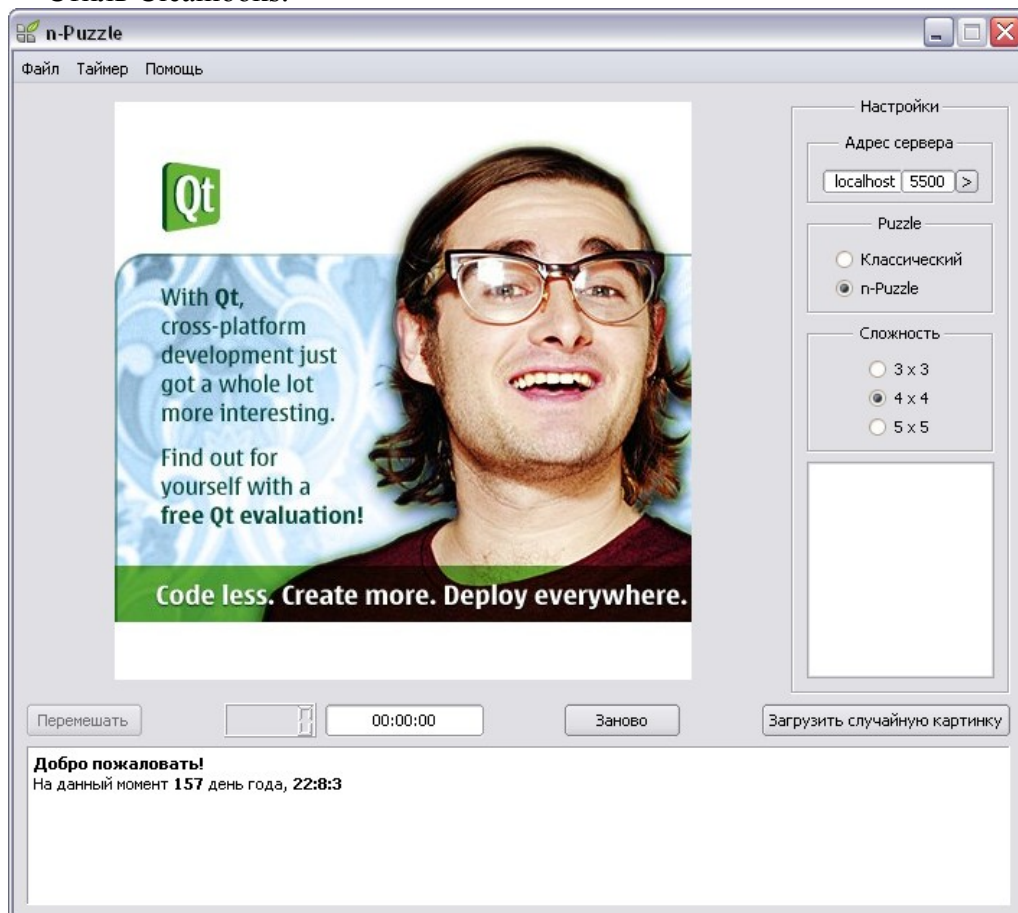 Стиль Cleanlooks:
n-Puzzle
Файл Таймер Помощь
Настройки
Адрес сервера
localhost 5500 >
Puzzle
Классический
n-Puzzle
Сложность
3 x 3
4 x 4
5 x 5
Qt
With Qt,
cross-platform
development just
got a whole lot
more interesting.
Find out for
yourself with a
free Qt evaluation!
Code less. Create more. Deploy everywhere.
Перемешать 0 00:00:00 Заново Загрузить случайную картинку
Добро пожаловать!
На данный момент 157 день года, 22:8:3